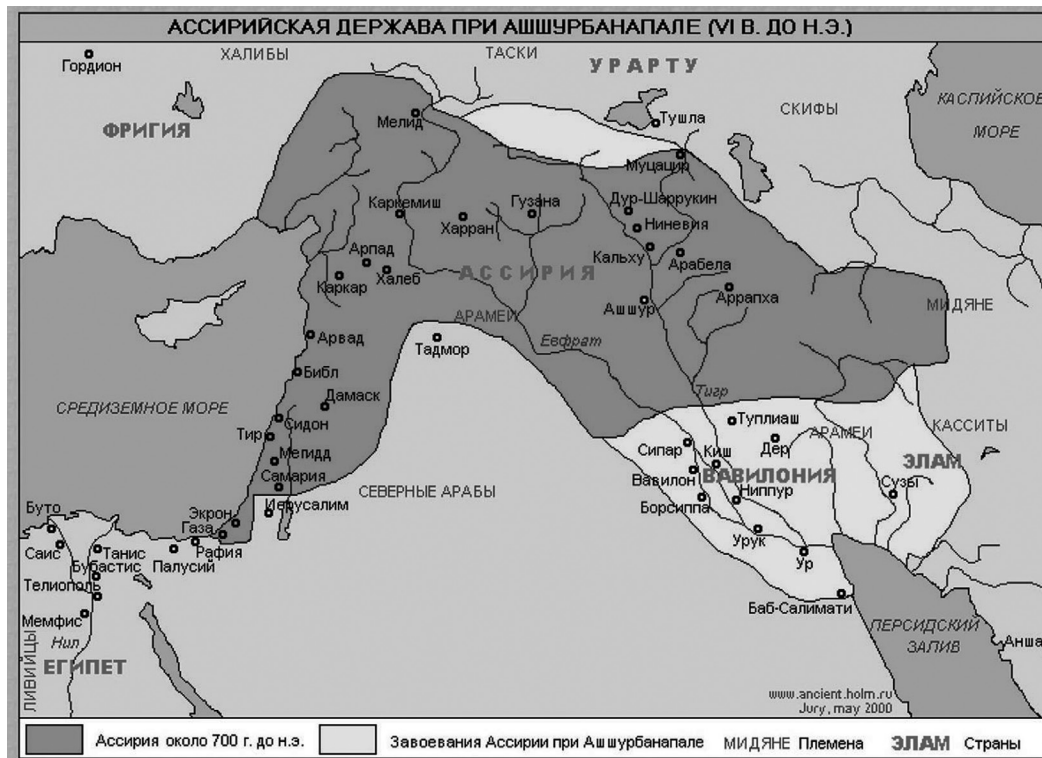 АССИРИЙСКАЯ ДЕРЖАВА ПРИ АШШУРБАНАПАЛЕ (VI В. ДО Н.Э.)
Гордион
ХАЛИБЫ
ТАСКИ
УРАРТУ
СКИФЫ
КАСПИЙСКОЕ
МОРЕ
ФРИГИЯ
Мелид
Тушпа
Муцацир
Каркемиш
Харран
Гузана
Дур-Шаррукин
Ниневия
Кальху
Арабела
Арпад
Халеб
Каркар
АССИРИЯ
Ашшур
Аррапха
МИДЯНЕ
Арвад
АРАМЕИ
Тадмор
Евфрат
Библ
Тигр
СРЕДИЗЕМНОЕ МОРЕ
Дамаск
Сидон
Тир
Мегидд
Самария
Иерусалим
СЕВЕРНЫЕ АРАБЫ
Туплиаш
Дер
АРАМЕИ
КАССИТЫ
Сипар
Киш
ВАВИЛОНИЯ
ЭЛАМ
Вавилон
Ниппур
Сузы
Борсиппа
Урук
Ур
Баб-Салимати
Буто
Экрон
Газа
Рафия
Саис
Танис
Палусий
Бубастис
Телиополь
Мемфис
Нил
ЕГИПЕТ
ЛИВИЙЦЫ
ПЕРСИДСКИЙ
ЗАЛИВ
Анша
www.ancient.holm.ru
Jury, may 2000
Ассирия около 700 г. до н.э.
Завоевания Ассирии при Ашшурбанапале
МИДЯНЕ Племена
ЭЛАМ Страны